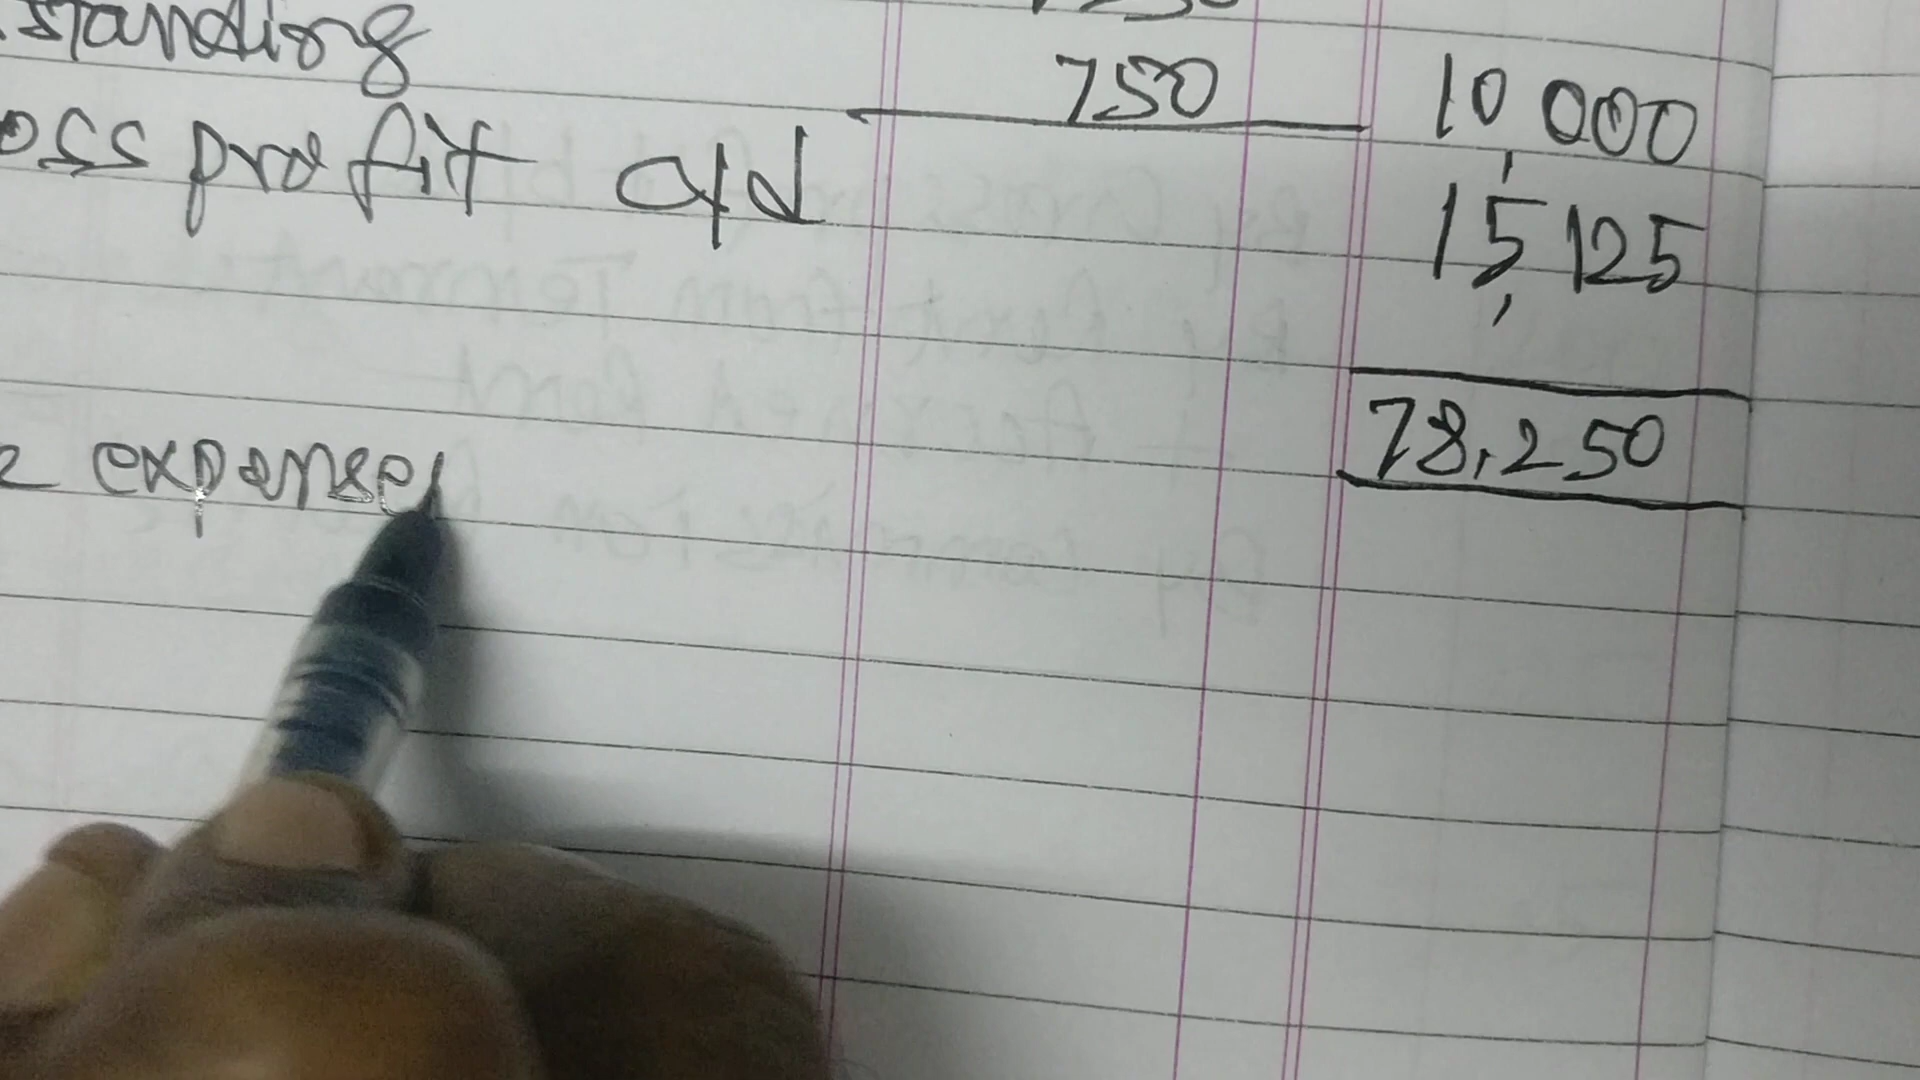 standing 750 10,000
oss profit c/d 15,125
78,250
expenses